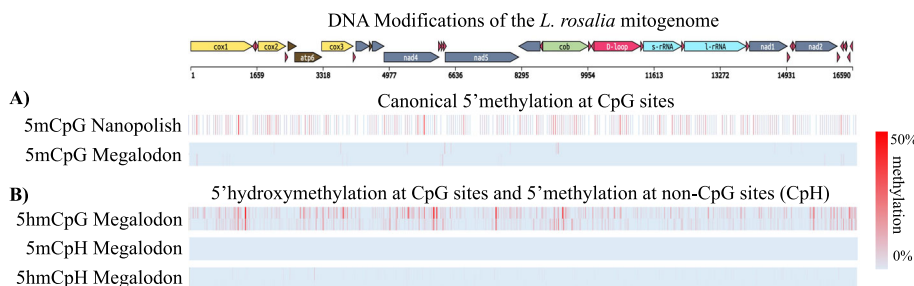 DNA Modifications of the L. rosalia mitogenome
cox1 cox2 cox3 cob D-loop s-rRNA l-rRNA nad1 nad2
atp6 nad4 nad5
1 1659 3318 4977 6636 8295 9954 11613 13272 14931 16590
A) Canonical 5'methylation at CpG sites
5mCpG Nanopolish
5mCpG Megalodon
50%
methylation
0%
B) 5'hydroxymethylation at CpG sites and 5'methylation at non-CpG sites (CpH)
5hmCpG Megalodon
5mCpH Megalodon
5hmCpH Megalodon